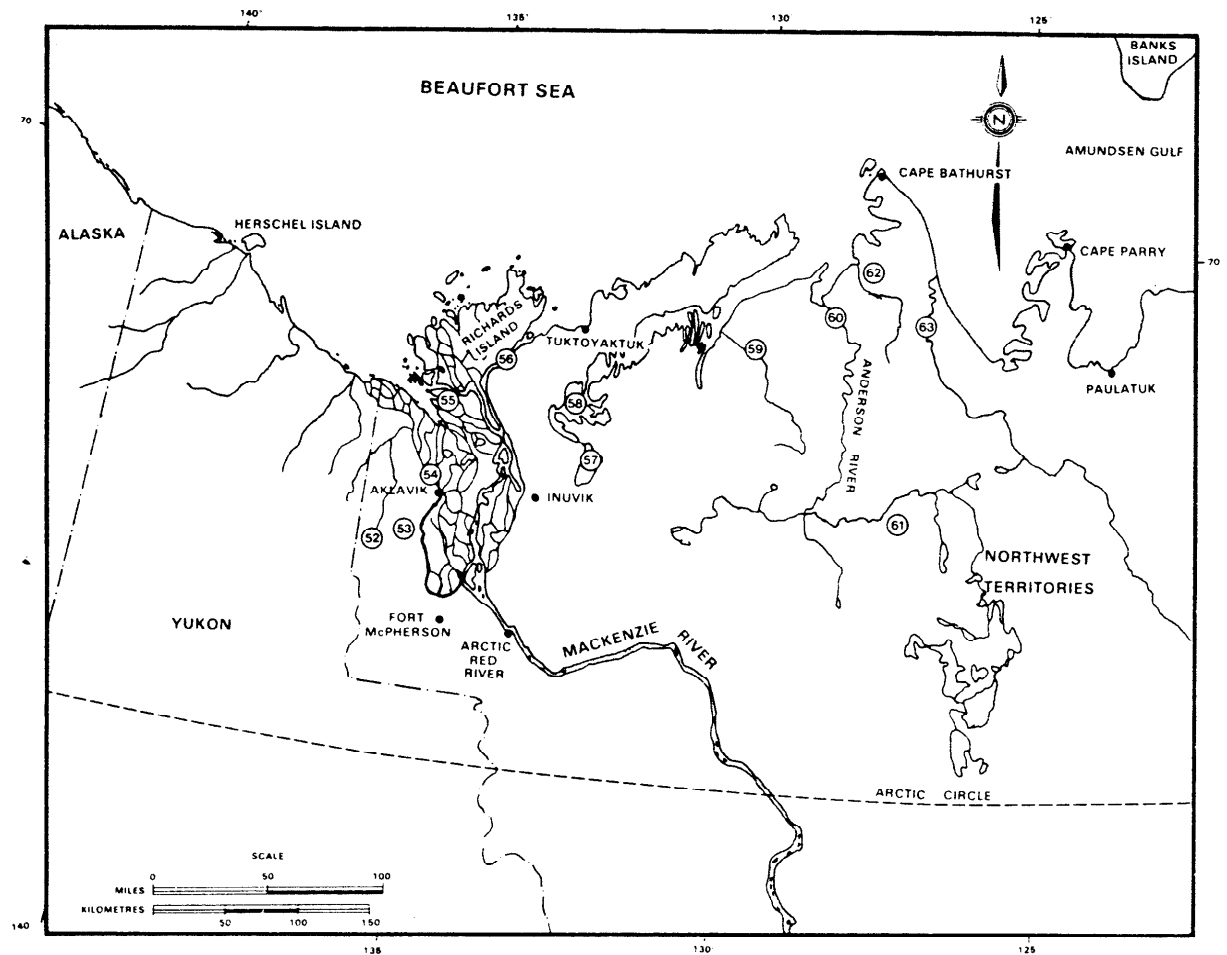 140°
135°
130
125°
BANKS
ISLAND
BEAUFORT SEA
70
N
AMUNDSEN GULF
CAPE BATHURST
HERSCHEL ISLAND
ALASKA
CAPE PARRY
70
62
RICHARDS
ISLAND
60
63
TUKTOYAKTUK
56
59
PAULATUK
55
58
ANDERSON RIVER
57
54
AKLAVIK
INUVIK
53
52
61
NORTHWEST
TERRITORIES
YUKON
FORT
McPHERSON
ARCTIC
RED
RIVER
MACKENZIE RIVER
ARCTIC CIRCLE
SCALE
0 50 100
MILES
KILOMETRES
50 100 150
140
135
130
125